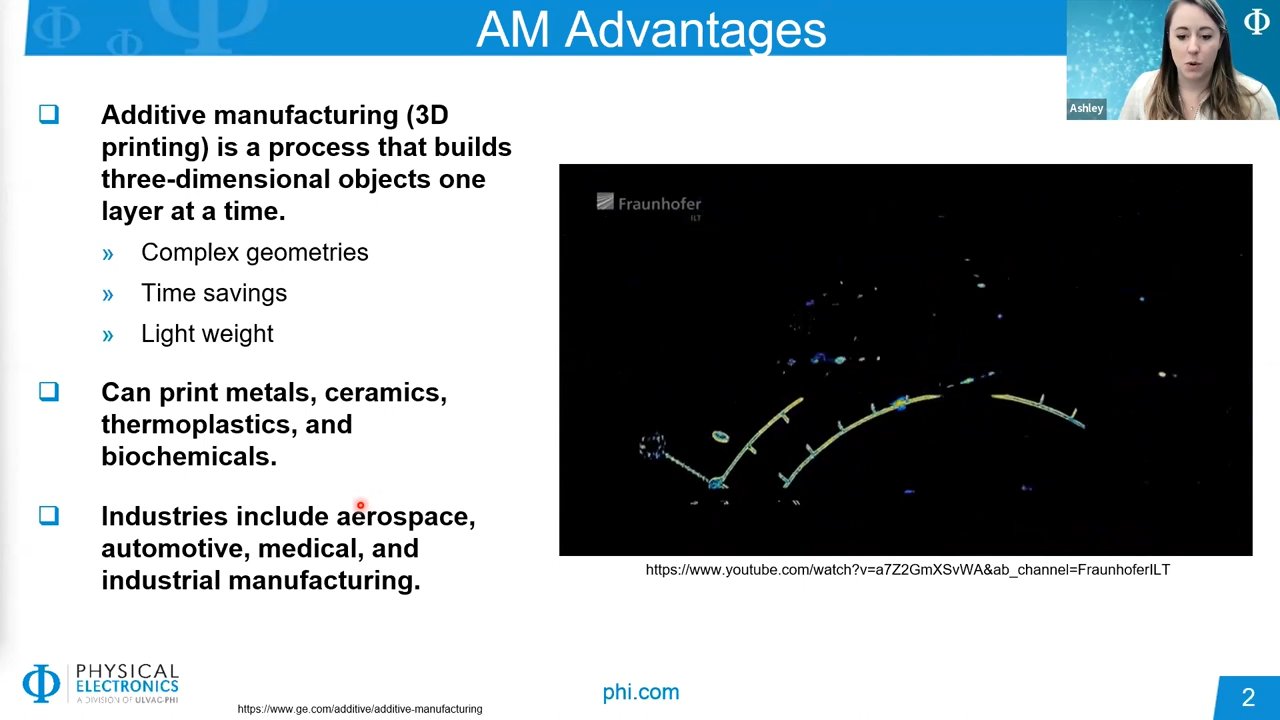 AM Advantages
Ashley
❑ Additive manufacturing (3D
printing) is a process that builds
three-dimensional objects one
layer at a time.
» Complex geometries
» Time savings
» Light weight
❑ Can print metals, ceramics,
thermoplastics, and
biochemicals.
❑ Industries include aerospace,
automotive, medical, and
industrial manufacturing.
Fraunhofer
ILT
https://www.youtube.com/watch?v=a7Z2GmXSvWA&ab_channel=FraunhoferILT
PHYSICAL
ELECTRONICS
A DIVISION OF ULVAC-PHI
https://www.ge.com/additive/additive-manufacturing
phi.com
2